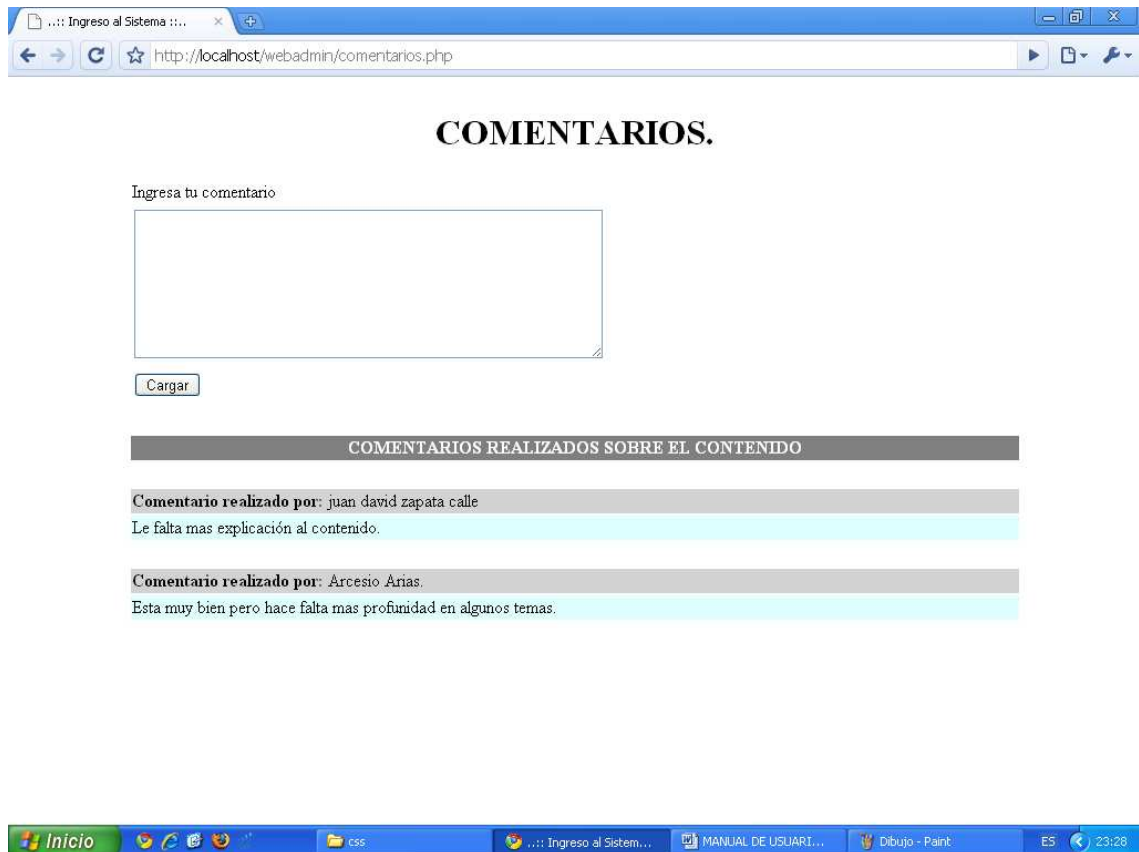 ..:: Ingreso al Sistema ::..
http://localhost/webadmin/comentarios.php
COMENTARIOS.
Ingresa tu comentario
Cargar
COMENTARIOS REALIZADOS SOBRE EL CONTENIDO
Comentario realizado por: juan david zapata calle
Le falta mas explicación al contenido.
Comentario realizado por: Arcesio Arias.
Esta muy bien pero hace falta mas profunidad en algunos temas.
Inicio
css
..:: Ingreso al Sistem...
MANUAL DE USUARI...
Dibujo - Paint
ES
23:28